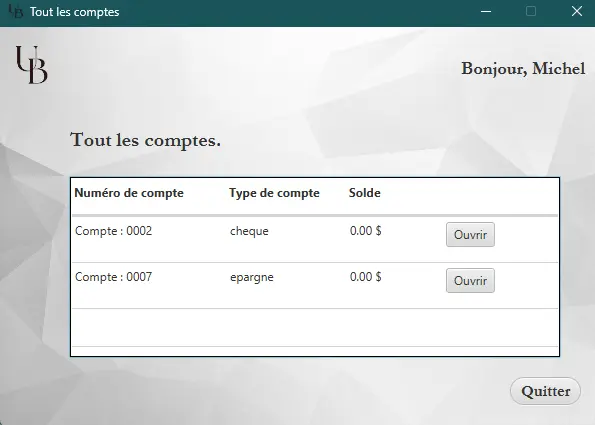 Tout les comptes
UB
Bonjour, Michel
Tout les comptes.
Numéro de compte Type de compte Solde
Compte : 0002 cheque 0.00 $ Ouvrir
Compte : 0007 epargne 0.00 $ Ouvrir
Quitter